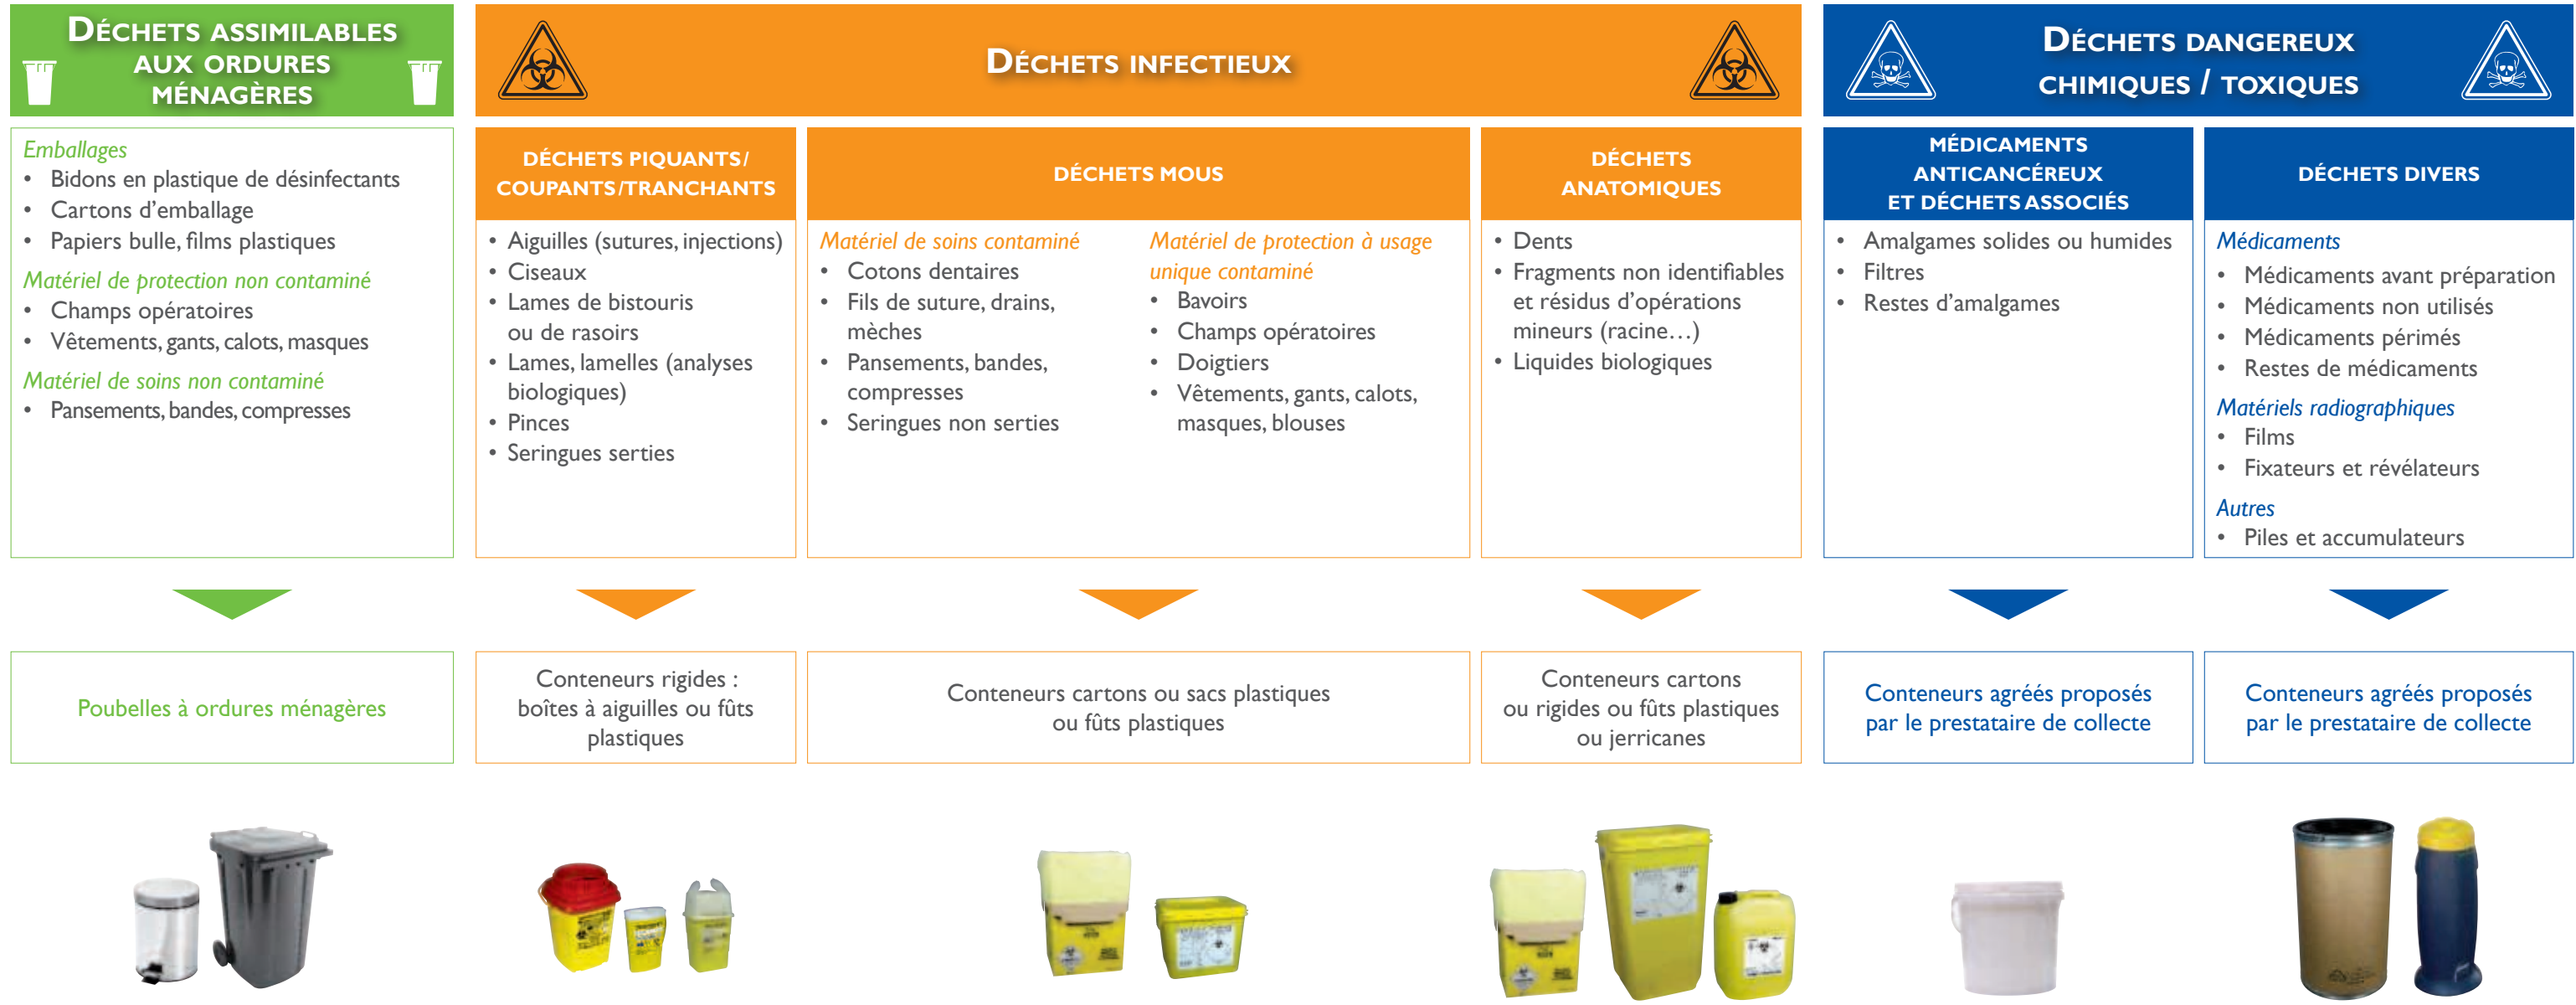 DÉCHETS ASSIMILABLES
AUX ORDURES
MÉNAGÈRES
Emballages
• Bidons en plastique de désinfectants
• Cartons d’emballage
• Papiers bulle, films plastiques
Matériel de protection non contaminé
• Champs opératoires
• Vêtements, gants, calots, masques
Matériel de soins non contaminé
• Pansements, bandes, compresses
Poubelles à ordures ménagères
DÉCHETS INFECTIEUX
DÉCHETS PIQUANTS/
COUPANTS/TRANCHANTS
• Aiguilles (sutures, injections)
• Ciseaux
• Lames de bistouris
ou de rasoirs
• Lames, lamelles (analyses
biologiques)
• Pinces
• Seringues serties
Conteneurs rigides :
boîtes à aiguilles ou fûts
plastiques
DÉCHETS MOUS
Matériel de soins contaminé
• Cotons dentaires
• Fils de suture, drains,
mèches
• Pansements, bandes,
compresses
• Seringues non serties
Matériel de protection à usage
unique contaminé
• Bavoirs
• Champs opératoires
• Doigtiers
• Vêtements, gants, calots,
masques, blouses
Conteneurs cartons ou sacs plastiques
ou fûts plastiques
DÉCHETS
ANATOMIQUES
• Dents
• Fragments non identifiables
et résidus d’opérations
mineurs (racine…)
• Liquides biologiques
Conteneurs cartons
ou rigides ou fûts plastiques
ou jerricanes
DÉCHETS DANGEREUX
CHIMIQUES / TOXIQUES
MÉDICAMENTS
ANTICANCÉREUX
ET DÉCHETS ASSOCIÉS
• Amalgames solides ou humides
• Filtres
• Restes d’amalgames
Conteneurs agréés proposés
par le prestataire de collecte
DÉCHETS DIVERS
Médicaments
• Médicaments avant préparation
• Médicaments non utilisés
• Médicaments périmés
• Restes de médicaments
Matériels radiographiques
• Films
• Fixateurs et révélateurs
Autres
• Piles et accumulateurs
Conteneurs agréés proposés
par le prestataire de collecte